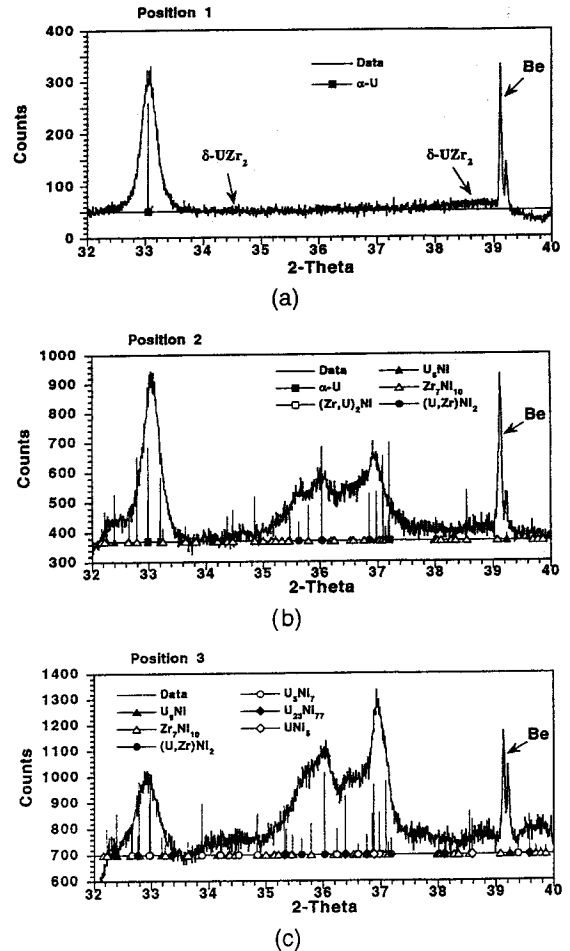 Position 1
400
300
200
100
50
0
Counts
Data
α-U
Be
δ-UZr₂
δ-UZr₂
32 33 34 35 36 37 38 39 40
2-Theta
(a)
Position 2
1000
900
800
700
600
500
400
300
Counts
Data
α-U
(Zr,U)₂Ni
U₆Ni
Zr₇Ni₁₀
(U,Zr)Ni₂
Be
32 33 34 35 36 37 38 39 40
2-Theta
(b)
Position 3
1400
1300
1200
1100
1000
900
800
700
600
Counts
Data
U₆Ni
Zr₇Ni₁₀
(U,Zr)Ni₂
U₅Ni₇
U₂₃Ni₇₇
UNi₅
Be
32 33 34 35 36 37 38 39 40
2-Theta
(c)